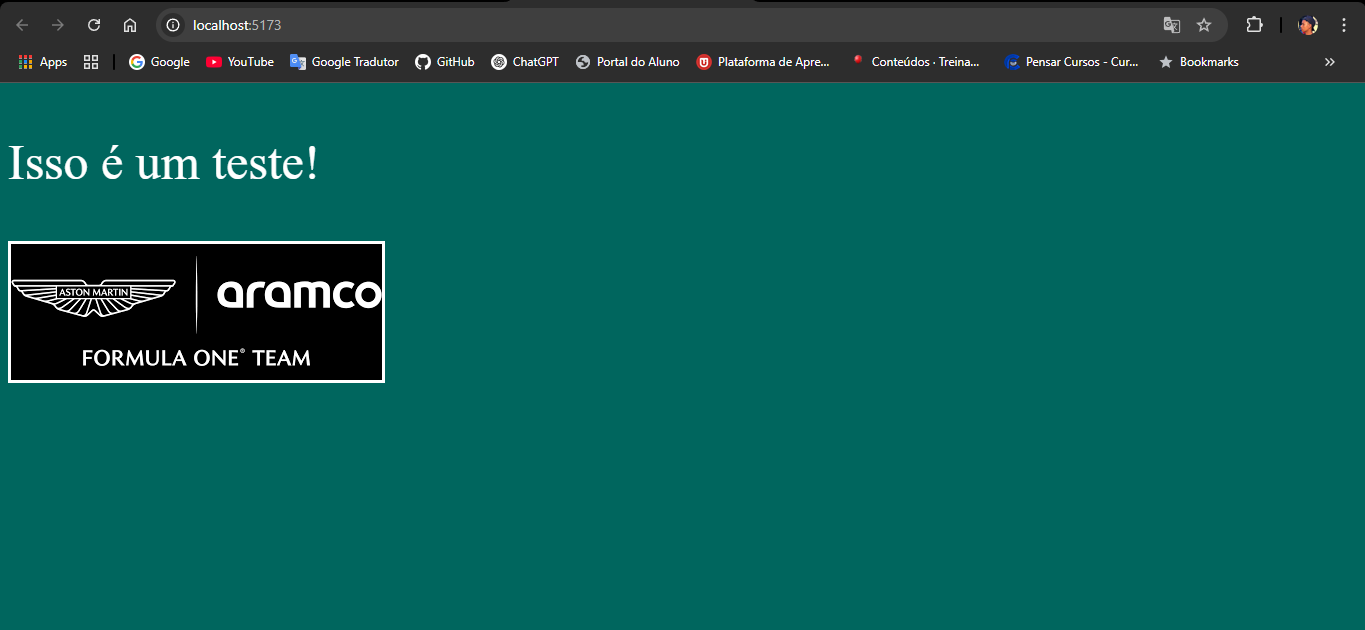 localhost:5173
Apps Google YouTube Google Tradutor GitHub ChatGPT Portal do Aluno Plataforma de Apre... Conteúdos · Treina... Pensar Cursos - Cur... Bookmarks
Isso é um teste!
ASTON MARTIN aramco
FORMULA ONE® TEAM